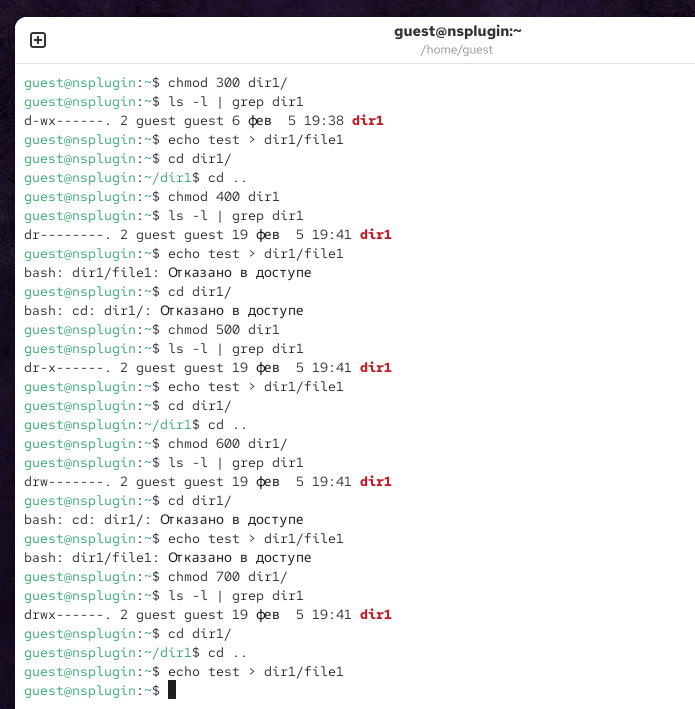 guest@nsplugin:~
/home/guest
guest@nsplugin:~$ chmod 300 dir1/
guest@nsplugin:~$ ls -l | grep dir1
d-wx------. 2 guest guest 6 фев  5 19:38 dir1
guest@nsplugin:~$ echo test > dir1/file1
guest@nsplugin:~$ cd dir1/
guest@nsplugin:~/dir1$ cd ..
guest@nsplugin:~$ chmod 400 dir1
guest@nsplugin:~$ ls -l | grep dir1
dr--------. 2 guest guest 19 фев  5 19:41 dir1
guest@nsplugin:~$ echo test > dir1/file1
bash: dir1/file1: Отказано в доступе
guest@nsplugin:~$ cd dir1/
bash: cd: dir1/: Отказано в доступе
guest@nsplugin:~$ chmod 500 dir1
guest@nsplugin:~$ ls -l | grep dir1
dr-x------. 2 guest guest 19 фев  5 19:41 dir1
guest@nsplugin:~$ echo test > dir1/file1
guest@nsplugin:~$ cd dir1/
guest@nsplugin:~/dir1$ cd ..
guest@nsplugin:~$ chmod 600 dir1/
guest@nsplugin:~$ ls -l | grep dir1
drw-------. 2 guest guest 19 фев  5 19:41 dir1
guest@nsplugin:~$ cd dir1/
bash: cd: dir1/: Отказано в доступе
guest@nsplugin:~$ echo test > dir1/file1
bash: dir1/file1: Отказано в доступе
guest@nsplugin:~$ chmod 700 dir1/
guest@nsplugin:~$ ls -l | grep dir1
drwx------. 2 guest guest 19 фев  5 19:41 dir1
guest@nsplugin:~$ cd dir1/
guest@nsplugin:~/dir1$ cd ..
guest@nsplugin:~$ echo test > dir1/file1
guest@nsplugin:~$